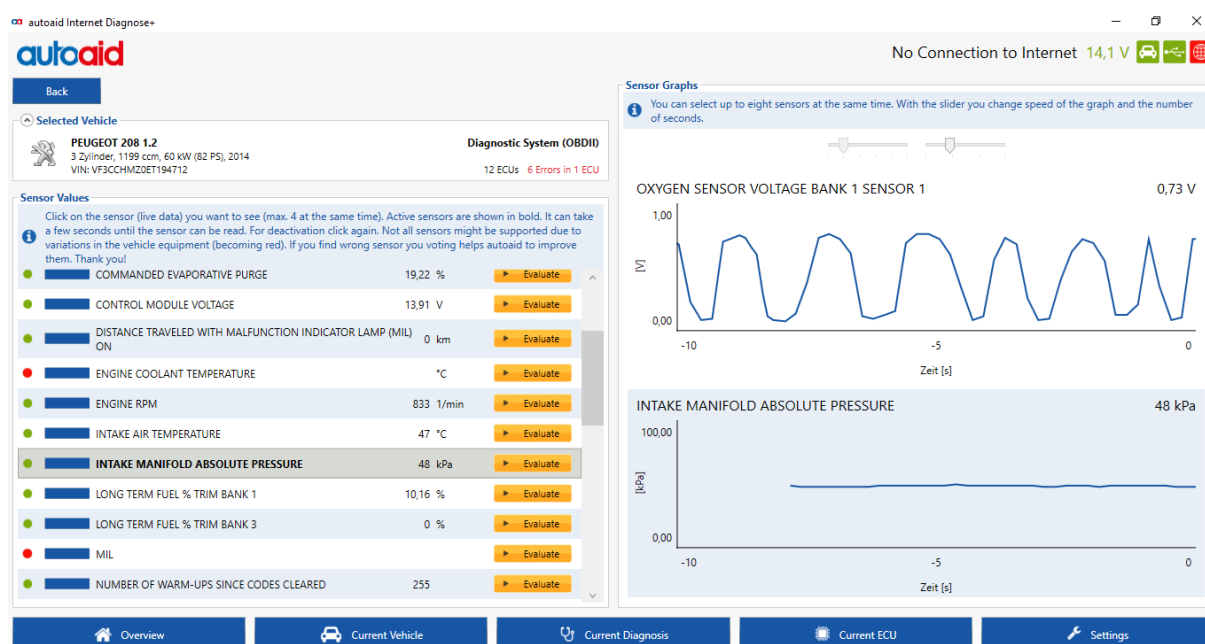 autoaid Internet Diagnose+
autoaid
No Connection to Internet 14,1 V
Back
Selected Vehicle
PEUGEOT 208 1.2
Diagnostic System (OBDII)
3 Zylinder, 1199 ccm, 60 kW (82 PS), 2014
VIN: VF3CCHMZ0ET194712
12 ECUs 6 Errors in 1 ECU
Sensor Values
Click on the sensor (live data) you want to see (max. 4 at the same time). Active sensors are shown in bold. It can take
a few seconds until the sensor can be read. For deactivation click again. Not all sensors might be supported due to
variations in the vehicle equipment (becoming red). If you find wrong sensor you voting helps autoaid to improve
them. Thank you!
COMMANDED EVAPORATIVE PURGE 19,22 % Evaluate
CONTROL MODULE VOLTAGE 13,91 V Evaluate
DISTANCE TRAVELED WITH MALFUNCTION INDICATOR LAMP (MIL)
ON 0 km Evaluate
ENGINE COOLANT TEMPERATURE °C Evaluate
ENGINE RPM 833 1/min Evaluate
INTAKE AIR TEMPERATURE 47 °C Evaluate
INTAKE MANIFOLD ABSOLUTE PRESSURE 48 kPa Evaluate
LONG TERM FUEL % TRIM BANK 1 10,16 % Evaluate
LONG TERM FUEL % TRIM BANK 3 0 % Evaluate
MIL Evaluate
NUMBER OF WARM-UPS SINCE CODES CLEARED 255 Evaluate
Sensor Graphs
You can select up to eight sensors at the same time. With the slider you change speed of the graph and the number
of seconds.
OXYGEN SENSOR VOLTAGE BANK 1 SENSOR 1 0,73 V
1,00
[V]
0,00
-10 -5 0
Zeit [s]
INTAKE MANIFOLD ABSOLUTE PRESSURE 48 kPa
100,00
[kPa]
0,00
-10 -5 0
Zeit [s]
Overview Current Vehicle Current Diagnosis Current ECU Settings